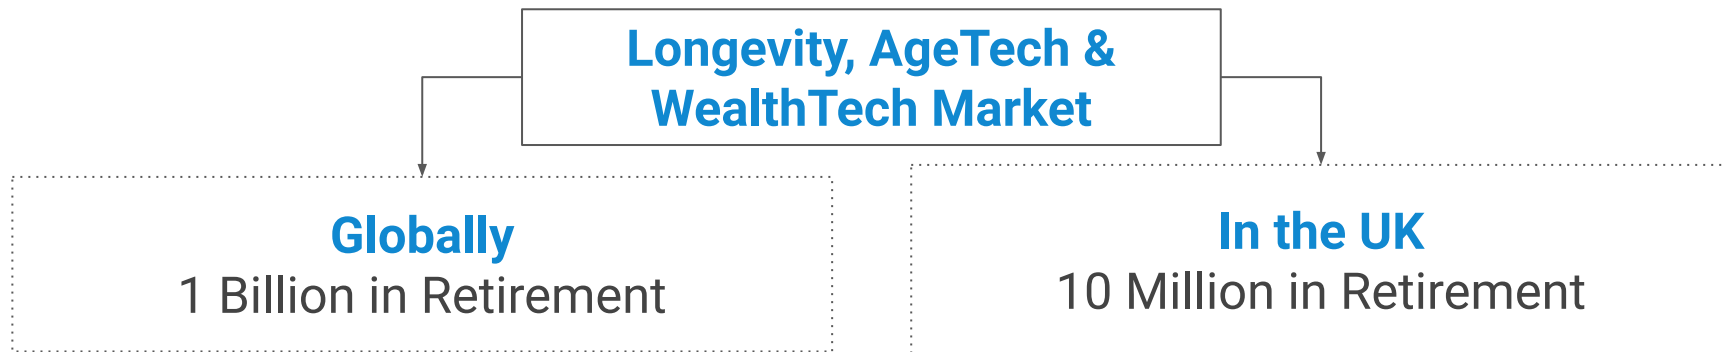 Longevity, AgeTech &
WealthTech Market
Globally
1 Billion in Retirement
In the UK
10 Million in Retirement